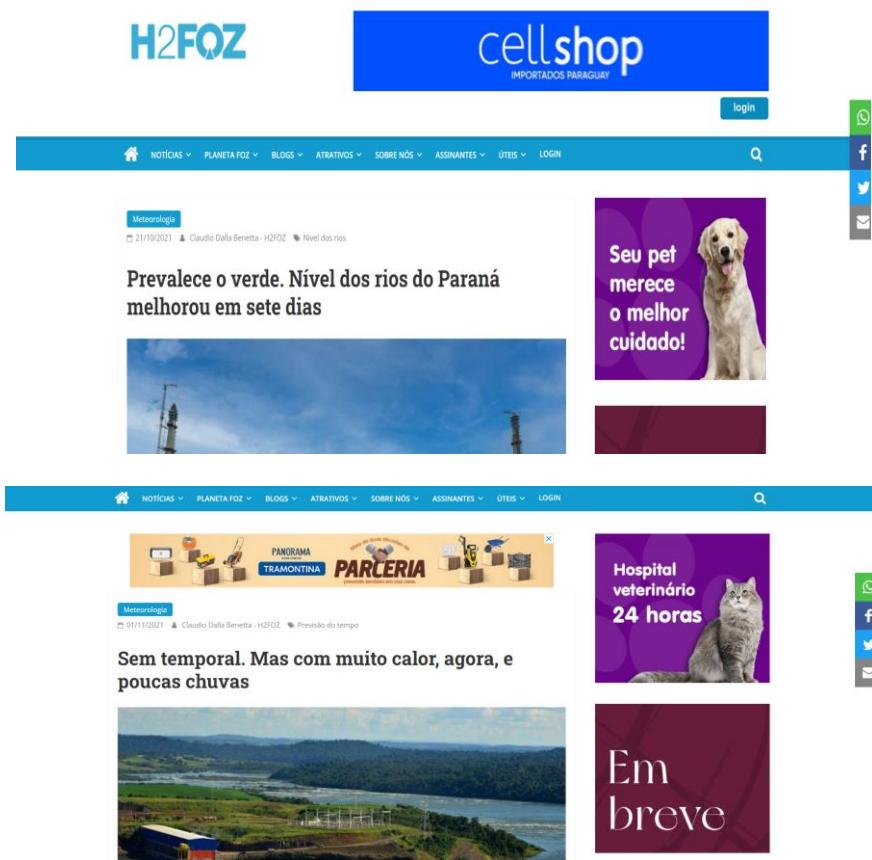 H2FOZ
cellshop
IMPORTADOS PARAGUAY
login
NOTÍCIAS PLANETA FOZ BLOGS ATRATIVOS SOBRE NÓS ASSINANTES ÚTEIS LOGIN
Meteorologia
21/10/2021 Claudio Dalla Benetta - H2FOZ Nível dos rios
Prevalece o verde. Nível dos rios do Paraná
melhorou em sete dias
Seu pet
merece
o melhor
cuidado!
NOTÍCIAS PLANETA FOZ BLOGS ATRATIVOS SOBRE NÓS ASSINANTES ÚTEIS LOGIN
PANORAMA
TRAMONTINA
PARCERIA
Meteorologia
01/11/2021 Claudio Dalla Benetta - H2FOZ Previsão do tempo
Sem temporal. Mas com muito calor, agora, e
poucas chuvas
Hospital
veterinário
24 horas
Em
breve